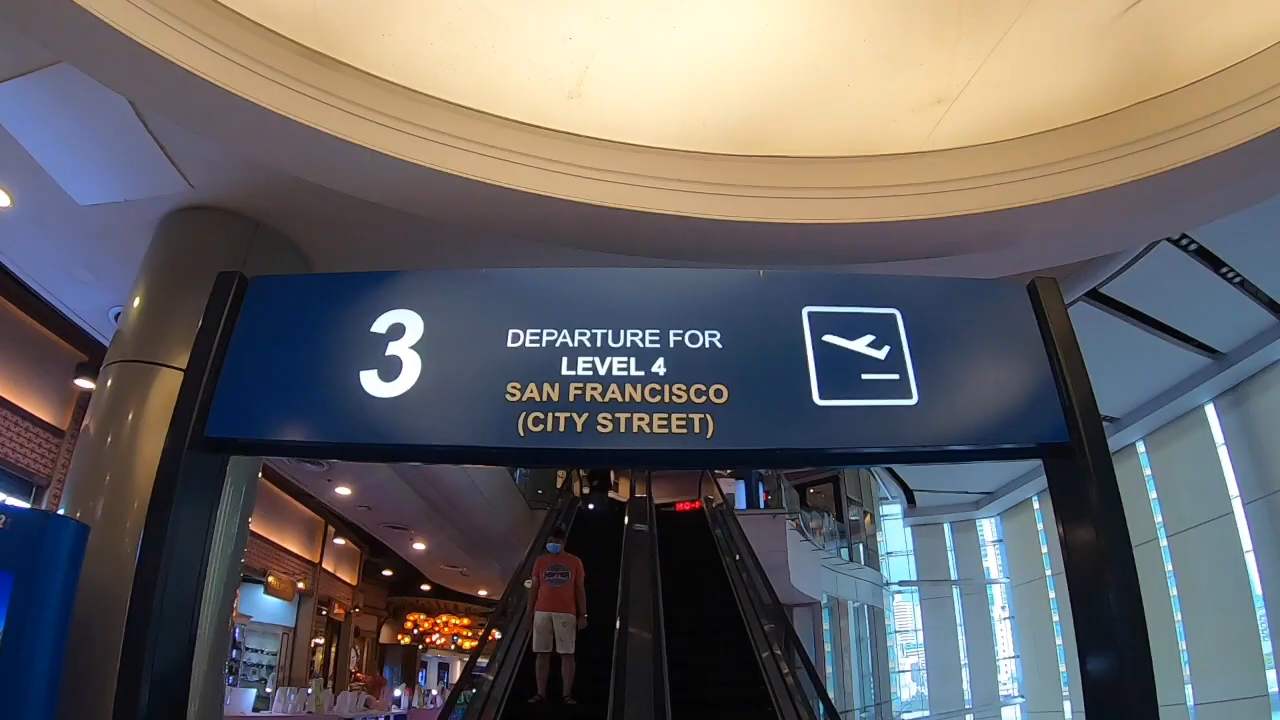 3
DEPARTURE FOR
LEVEL 4
SAN FRANCISCO
(CITY STREET)